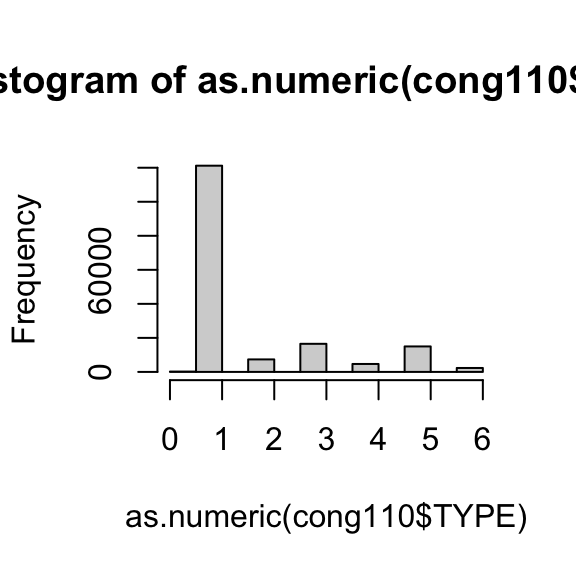 stogram of as.numeric(cong110$
Frequency
60000
0
0 1 2 3 4 5 6
as.numeric(cong110$TYPE)